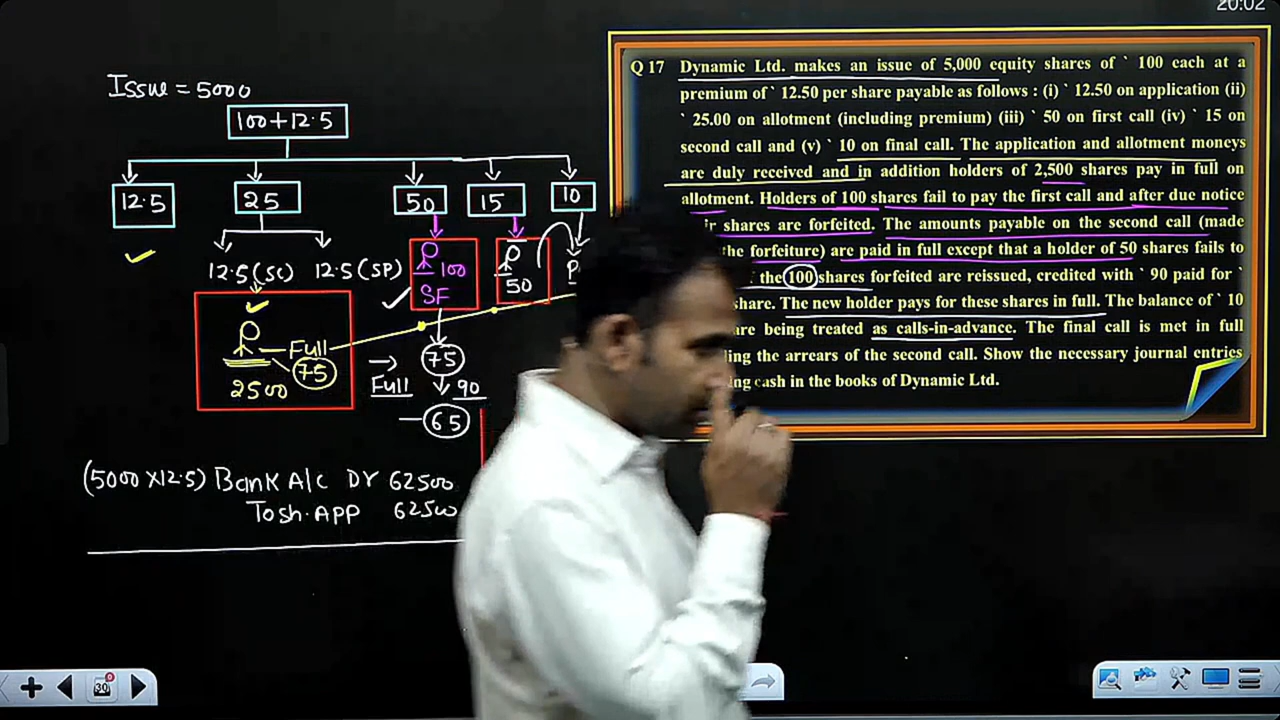 20:02
Issue = 5000
100+12.5
12.5 25 50 15 10
12.5 (SC) 12.5 (SP)
100
SF
50
Full
75
2500
Full
75
90
65
(5000 x12.5) Bank A/c Dr 62500
To sh. App 62500
Q 17 Dynamic Ltd. makes an issue of 5,000 equity shares of ` 100 each at a
premium of ` 12.50 per share payable as follows : (i) ` 12.50 on application (ii)
` 25.00 on allotment (including premium) (iii) ` 50 on first call (iv) ` 15 on
second call and (v) ` 10 on final call. The application and allotment moneys
are duly received and in addition holders of 2,500 shares pay in full on
allotment. Holders of 100 shares fail to pay the first call and after due notice
shares are forfeited. The amounts payable on the second call (made
the forfeiture) are paid in full except that a holder of 50 shares fails to
the 100 shares forfeited are reissued, credited with ` 90 paid for `
share. The new holder pays for these shares in full. The balance of ` 10
are being treated as calls-in-advance. The final call is met in full
the arrears of the second call. Show the necessary journal entries
cash in the books of Dynamic Ltd.
30